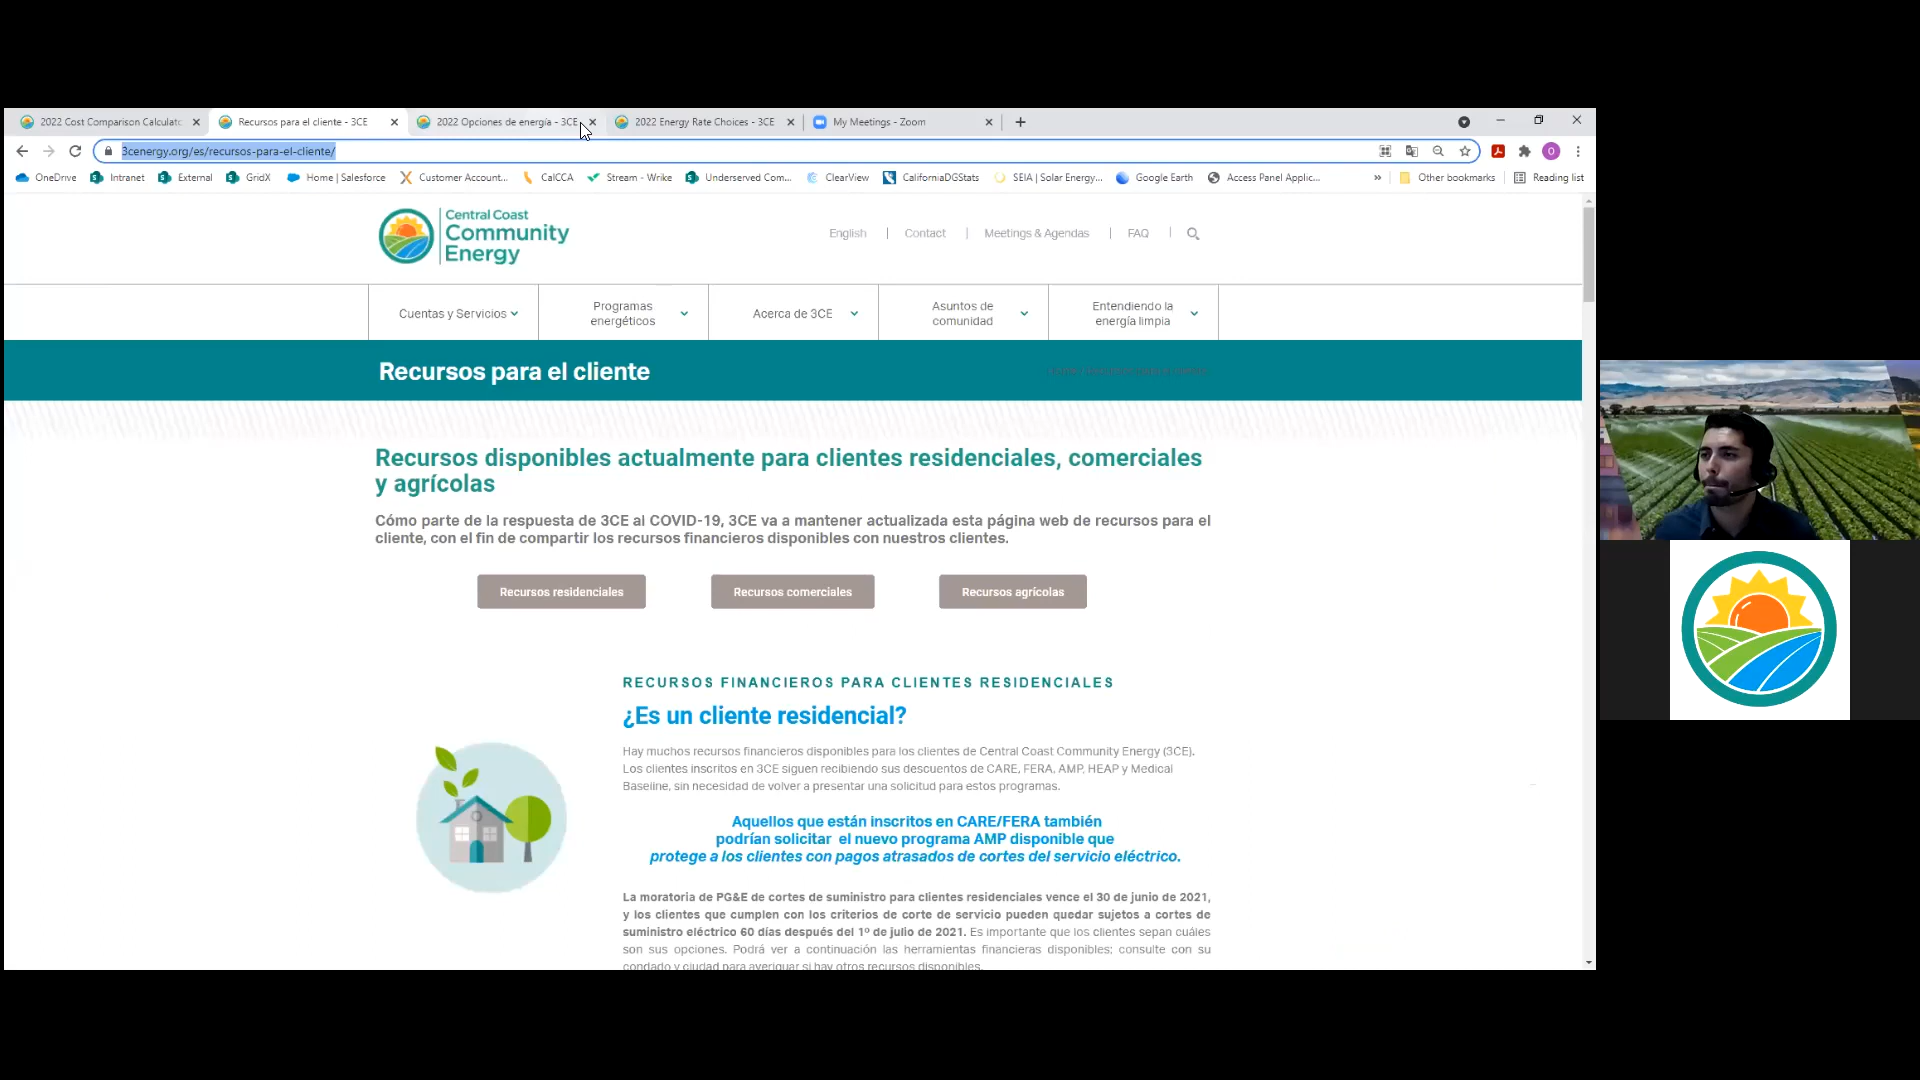 2022 Cost Comparison Calculato
Recursos para el cliente - 3CE
2022 Opciones de energía - 3CE
2022 Energy Rate Choices - 3CE
My Meetings - Zoom
3cenergy.org/es/recursos-para-el-cliente/
OneDrive
Intranet
External
GridX
Home | Salesforce
Customer Account...
CalCCA
Stream - Wrike
Underserved Com...
ClearView
CaliforniaDGStats
SEIA | Solar Energy...
Google Earth
Access Panel Applic...
»
Other bookmarks
Reading list
Central Coast
Community
Energy
English | Contact | Meetings & Agendas | FAQ |
Cuentas y Servicios
Programas
energéticos
Acerca de 3CE
Asuntos de
comunidad
Entendiendo la
energía limpia
Recursos para el cliente
Recursos disponibles actualmente para clientes residenciales, comerciales
y agrícolas
Cómo parte de la respuesta de 3CE al COVID-19, 3CE va a mantener actualizada esta página web de recursos para el
cliente, con el fin de compartir los recursos financieros disponibles con nuestros clientes.
Recursos residenciales
Recursos comerciales
Recursos agrícolas
RECURSOS FINANCIEROS PARA CLIENTES RESIDENCIALES
¿Es un cliente residencial?
Hay muchos recursos financieros disponibles para los clientes de Central Coast Community Energy (3CE).
Los clientes inscritos en 3CE siguen recibiendo sus descuentos de CARE, FERA, AMP, HEAP y Medical
Baseline, sin necesidad de volver a presentar una solicitud para estos programas.
Aquellos que están inscritos en CARE/FERA también
podrían solicitar el nuevo programa AMP disponible que
protege a los clientes con pagos atrasados de cortes del servicio eléctrico.
La moratoria de PG&E de cortes de suministro para clientes residenciales vence el 30 de junio de 2021,
y los clientes que cumplen con los criterios de corte de servicio pueden quedar sujetos a cortes de
suministro eléctrico 60 días después del 1º de julio de 2021. Es importante que los clientes sepan cuáles
son sus opciones. Podrá ver a continuación las herramientas financieras disponibles; consulte con su
condado y ciudad para averiguar si hay otros recursos disponibles.